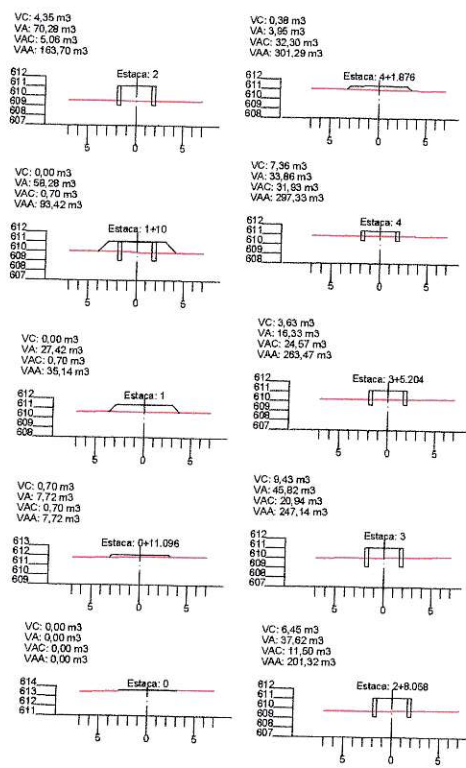 VC: 4,35 m3
VA: 70,28 m3
VAC: 5,06 m3
VAA: 163,70 m3
Estaca: 2
612
611
610
609
608
607
5
0
5
VC: 0,00 m3
VA: 58,28 m3
VAC: 0,70 m3
VAA: 93,42 m3
Estaca: 1+10
612
611
610
609
608
607
5
0
5
VC: 0,00 m3
VA: 27,42 m3
VAC: 0,70 m3
VAA: 35,14 m3
Estaca: 1
612
611
610
609
608
5
0
5
VC: 0,70 m3
VA: 7,72 m3
VAC: 0,70 m3
VAA: 7,72 m3
Estaca: 0+11.096
613
612
611
610
609
5
0
5
VC: 0,00 m3
VA: 0,00 m3
VAC: 0,00 m3
VAA: 0,00 m3
Estaca: 0
614
613
612
611
5
0
5
VC: 0,38 m3
VA: 3,95 m3
VAC: 32,30 m3
VAA: 301,29 m3
Estaca: 4+1.876
612
611
610
609
608
5
0
5
VC: 7,36 m3
VA: 33,86 m3
VAC: 31,93 m3
VAA: 297,33 m3
Estaca: 4
612
611
610
609
608
5
0
5
VC: 3,63 m3
VA: 16,33 m3
VAC: 24,57 m3
VAA: 263,47 m3
Estaca: 3+5.204
612
611
610
609
608
607
5
0
5
VC: 9,43 m3
VA: 45,82 m3
VAC: 20,94 m3
VAA: 247,14 m3
Estaca: 3
612
611
610
609
608
607
5
0
5
VC: 6,45 m3
VA: 37,62 m3
VAC: 11,50 m3
VAA: 201,32 m3
Estaca: 2+8.058
612
611
610
609
608
607
5
0
5